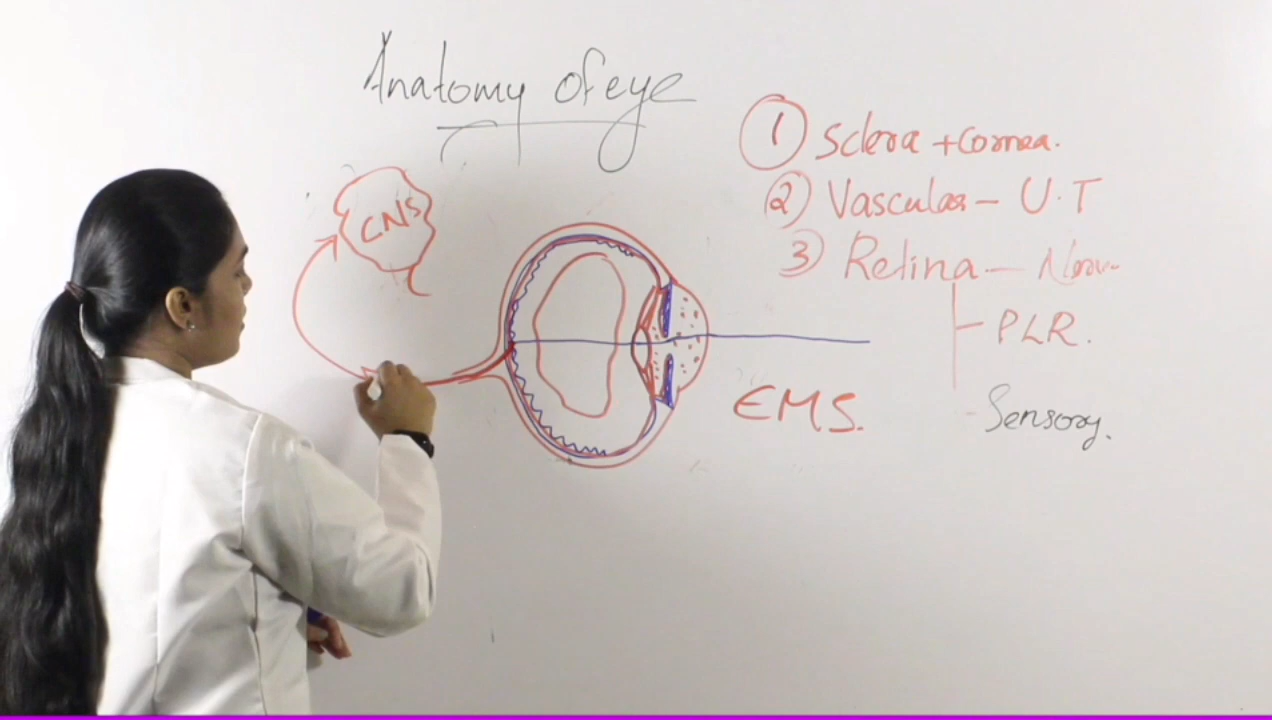 Anatomy of eye
CNS
1 Sclera + Cornea.
2 Vascular - U.T
3 Retina -
PLR.
Sensory.
EMS.